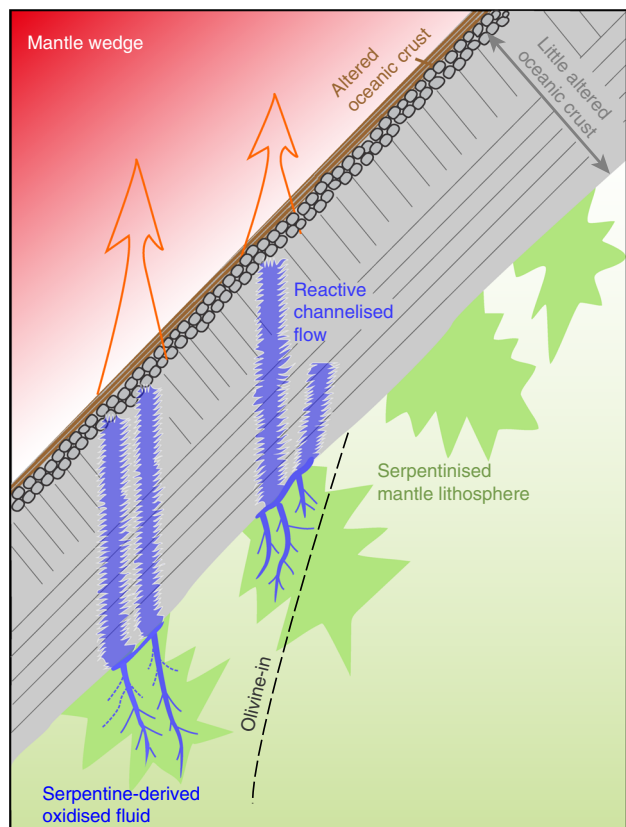 Mantle wedge
Altered
oceanic crust
Little altered
oceanic crust
Reactive
channelised
flow
Serpentinised
mantle lithosphere
Olivine-in
Serpentine-derived
oxidised fluid